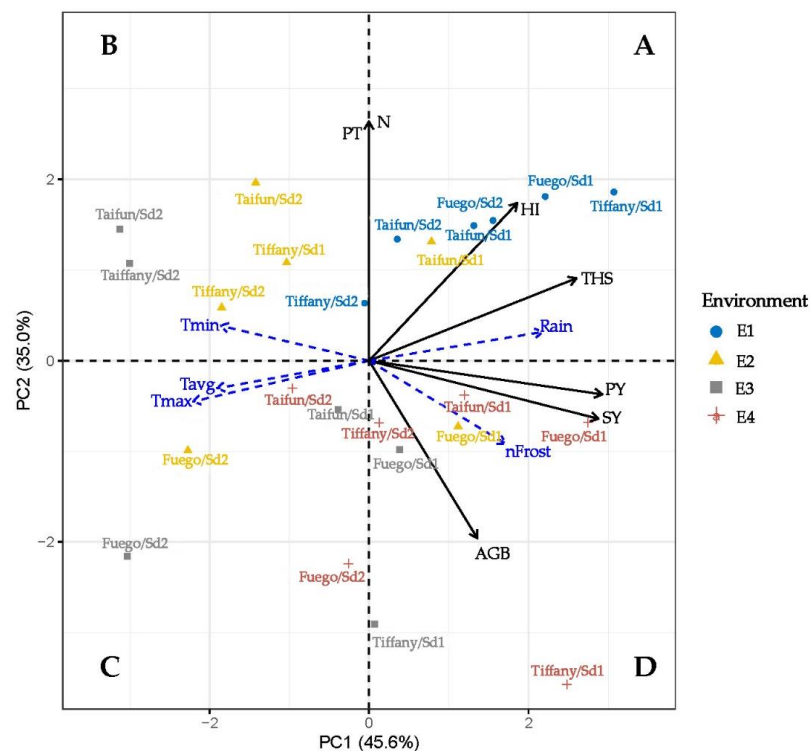 B
A
N
PT
Taifun/Sd2
Fuego/Sd1
Fuego/Sd2
Tiffany/Sd1
HI
Taifun/Sd2
Taifun/Sd2
Taifun/Sd1
Tiffany/Sd1
Taifun/Sd1
Taiffany/Sd2
THS
Tiffany/Sd2
Tiffany/Sd2
Tmin
Rain
Tavg
PY
Tmax
Taifun/Sd2
Taifun/Sd1
Taifun/Sd1
SY
Tiffany/Sd2
Fuego/Sd1
Fuego/Sd1
nFrost
Fuego/Sd2
Fuego/Sd1
Fuego/Sd2
AGB
Fuego/Sd2
Tiffany/Sd1
C
D
Tiffany/Sd1
2
0
−2
PC2 (35.0%)
−2
0
2
PC1 (45.6%)
Environment
E1
E2
E3
a
E4